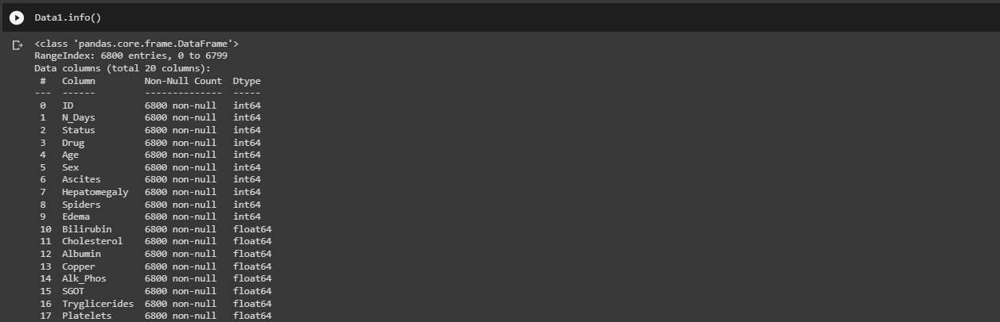 Data1.info()
<class 'pandas.core.frame.DataFrame'>
RangeIndex: 6800 entries, 0 to 6799
Data columns (total 20 columns):
 #   Column         Non-Null Count  Dtype
---  ------         --------------  -----
 0   ID             6800 non-null   int64
 1   N_Days         6800 non-null   int64
 2   Status         6800 non-null   int64
 3   Drug           6800 non-null   int64
 4   Age            6800 non-null   int64
 5   Sex            6800 non-null   int64
 6   Ascites        6800 non-null   int64
 7   Hepatomegaly   6800 non-null   int64
 8   Spiders        6800 non-null   int64
 9   Edema          6800 non-null   int64
 10  Bilirubin      6800 non-null   float64
 11  Cholesterol    6800 non-null   float64
 12  Albumin        6800 non-null   float64
 13  Copper         6800 non-null   float64
 14  Alk_Phos       6800 non-null   float64
 15  SGOT           6800 non-null   float64
 16  Tryglicerides  6800 non-null   float64
 17  Platelets      6800 non-null   float64